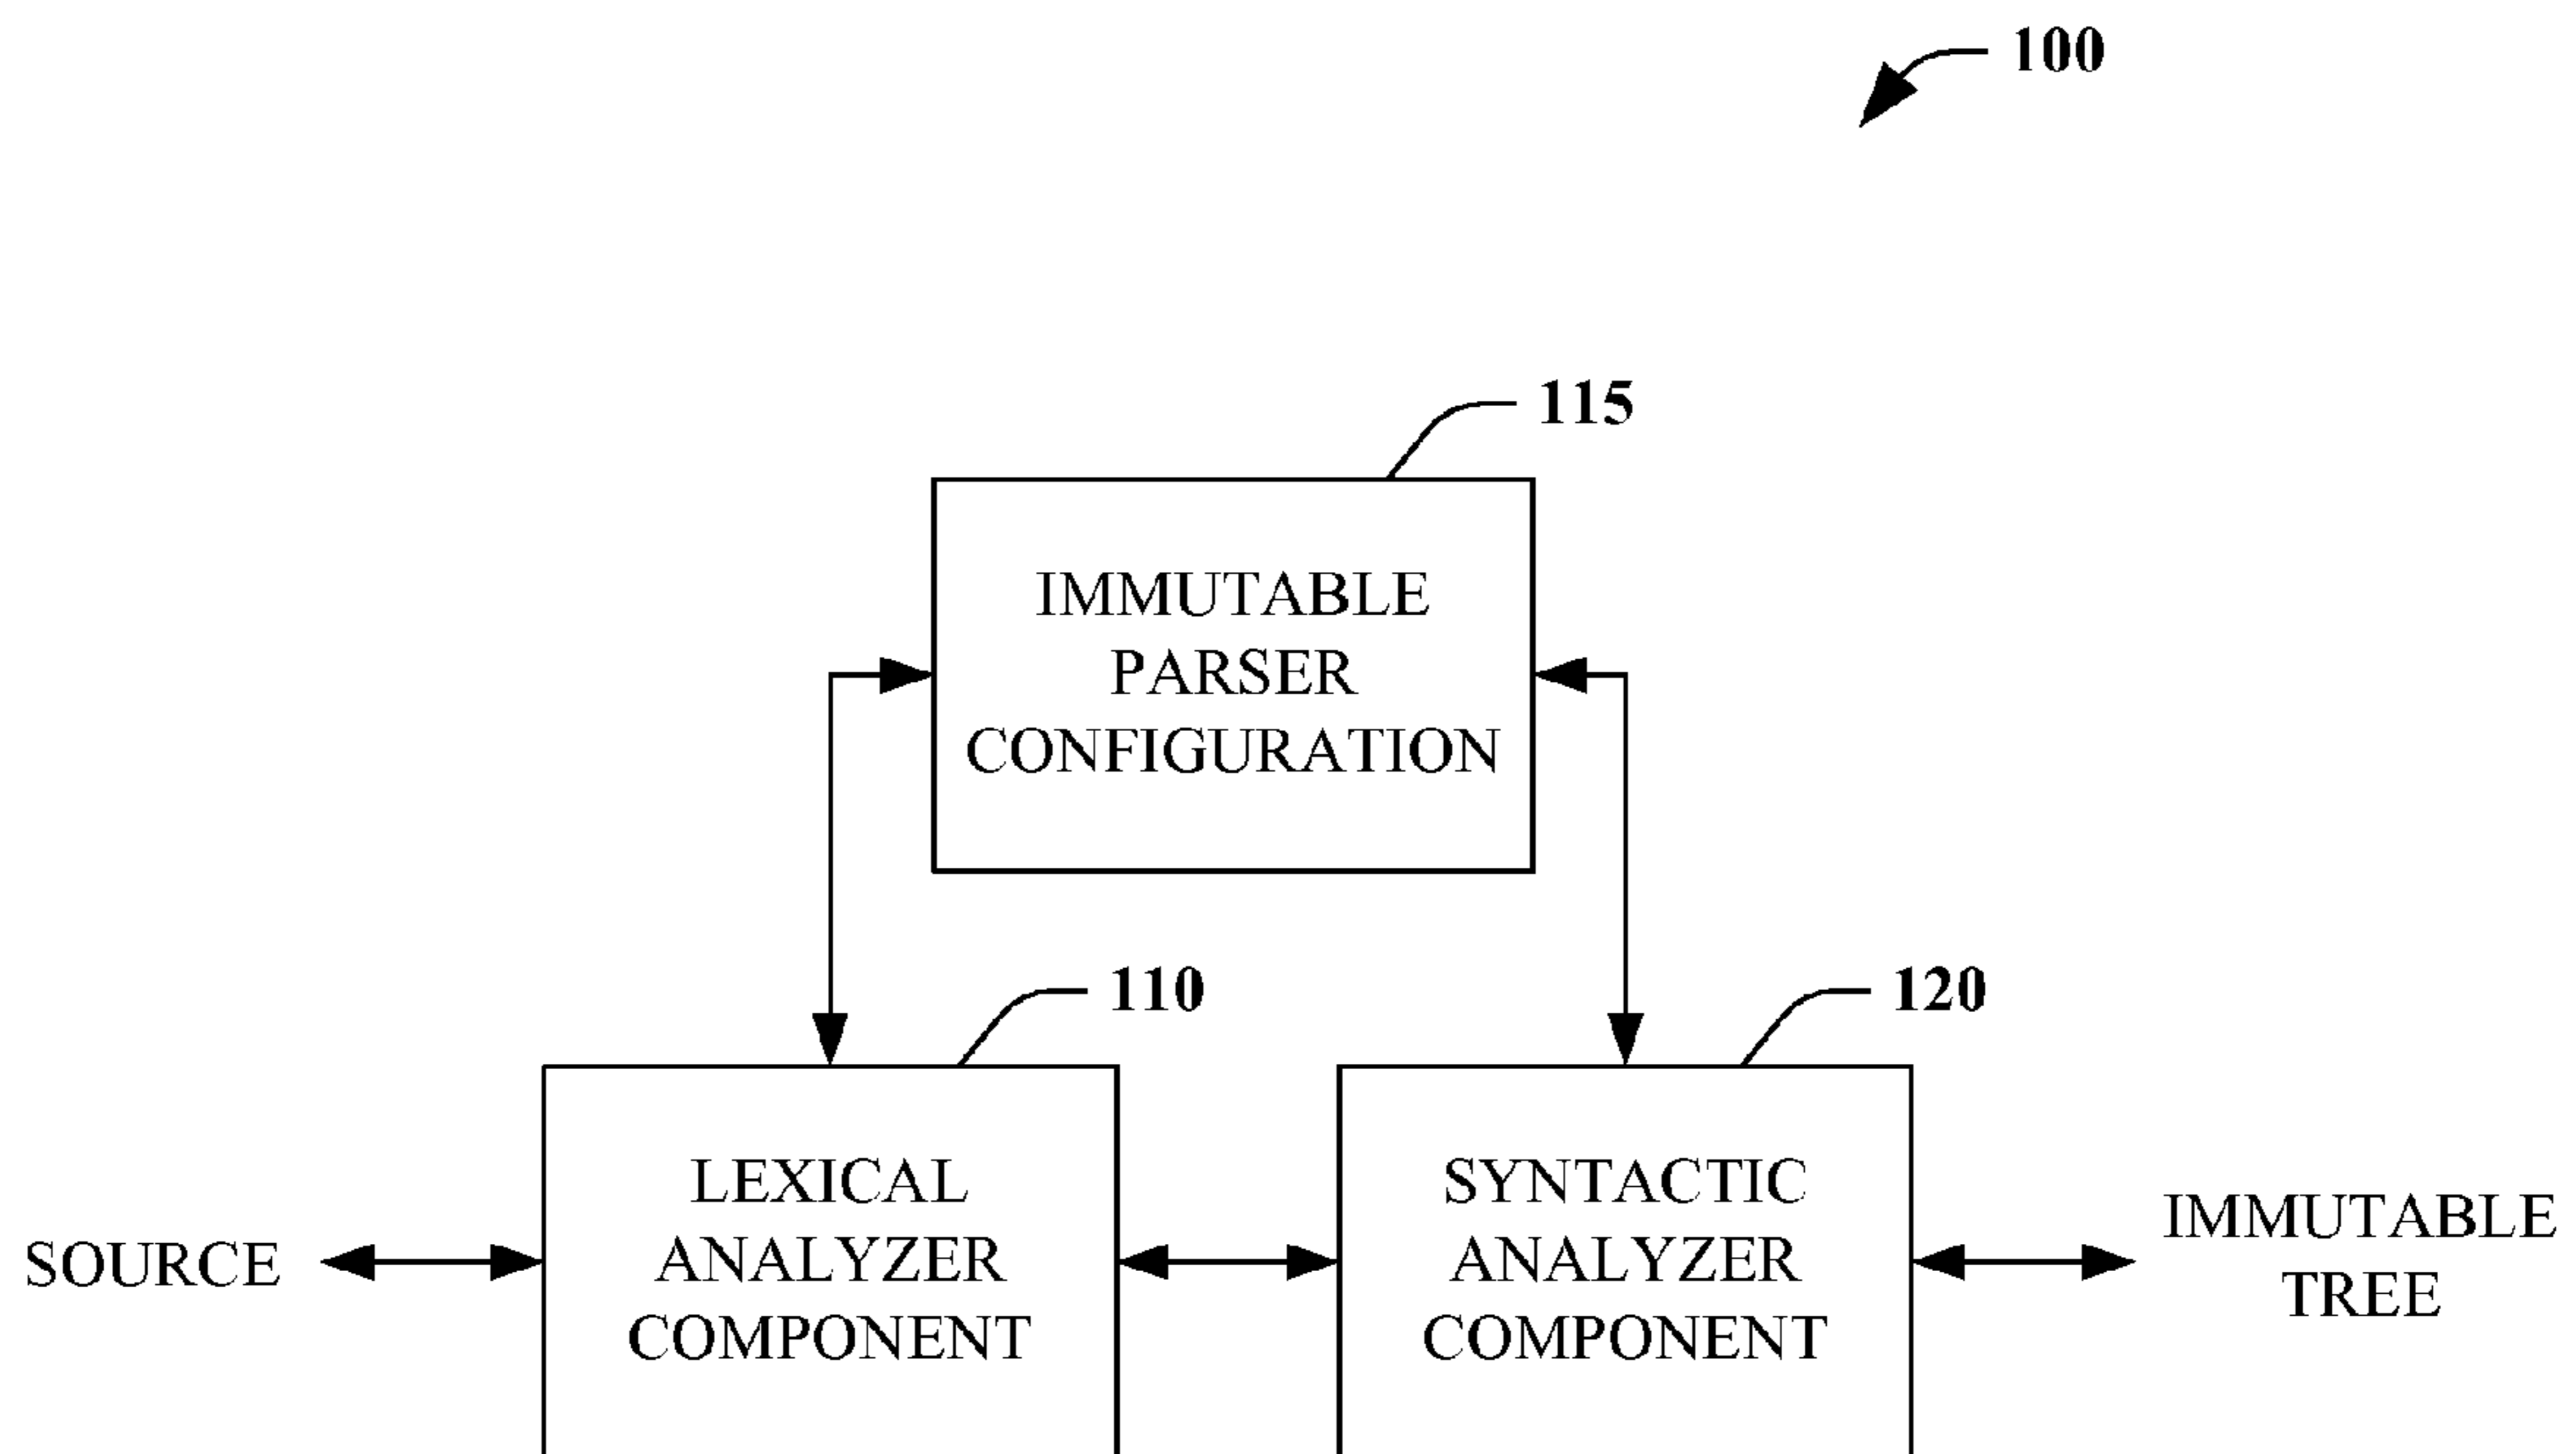 100
115
IMMUTABLE
PARSER
CONFIGURATION
110
120
LEXICAL
ANALYZER
COMPONENT
SYNTACTIC
ANALYZER
COMPONENT
SOURCE
IMMUTABLE
TREE